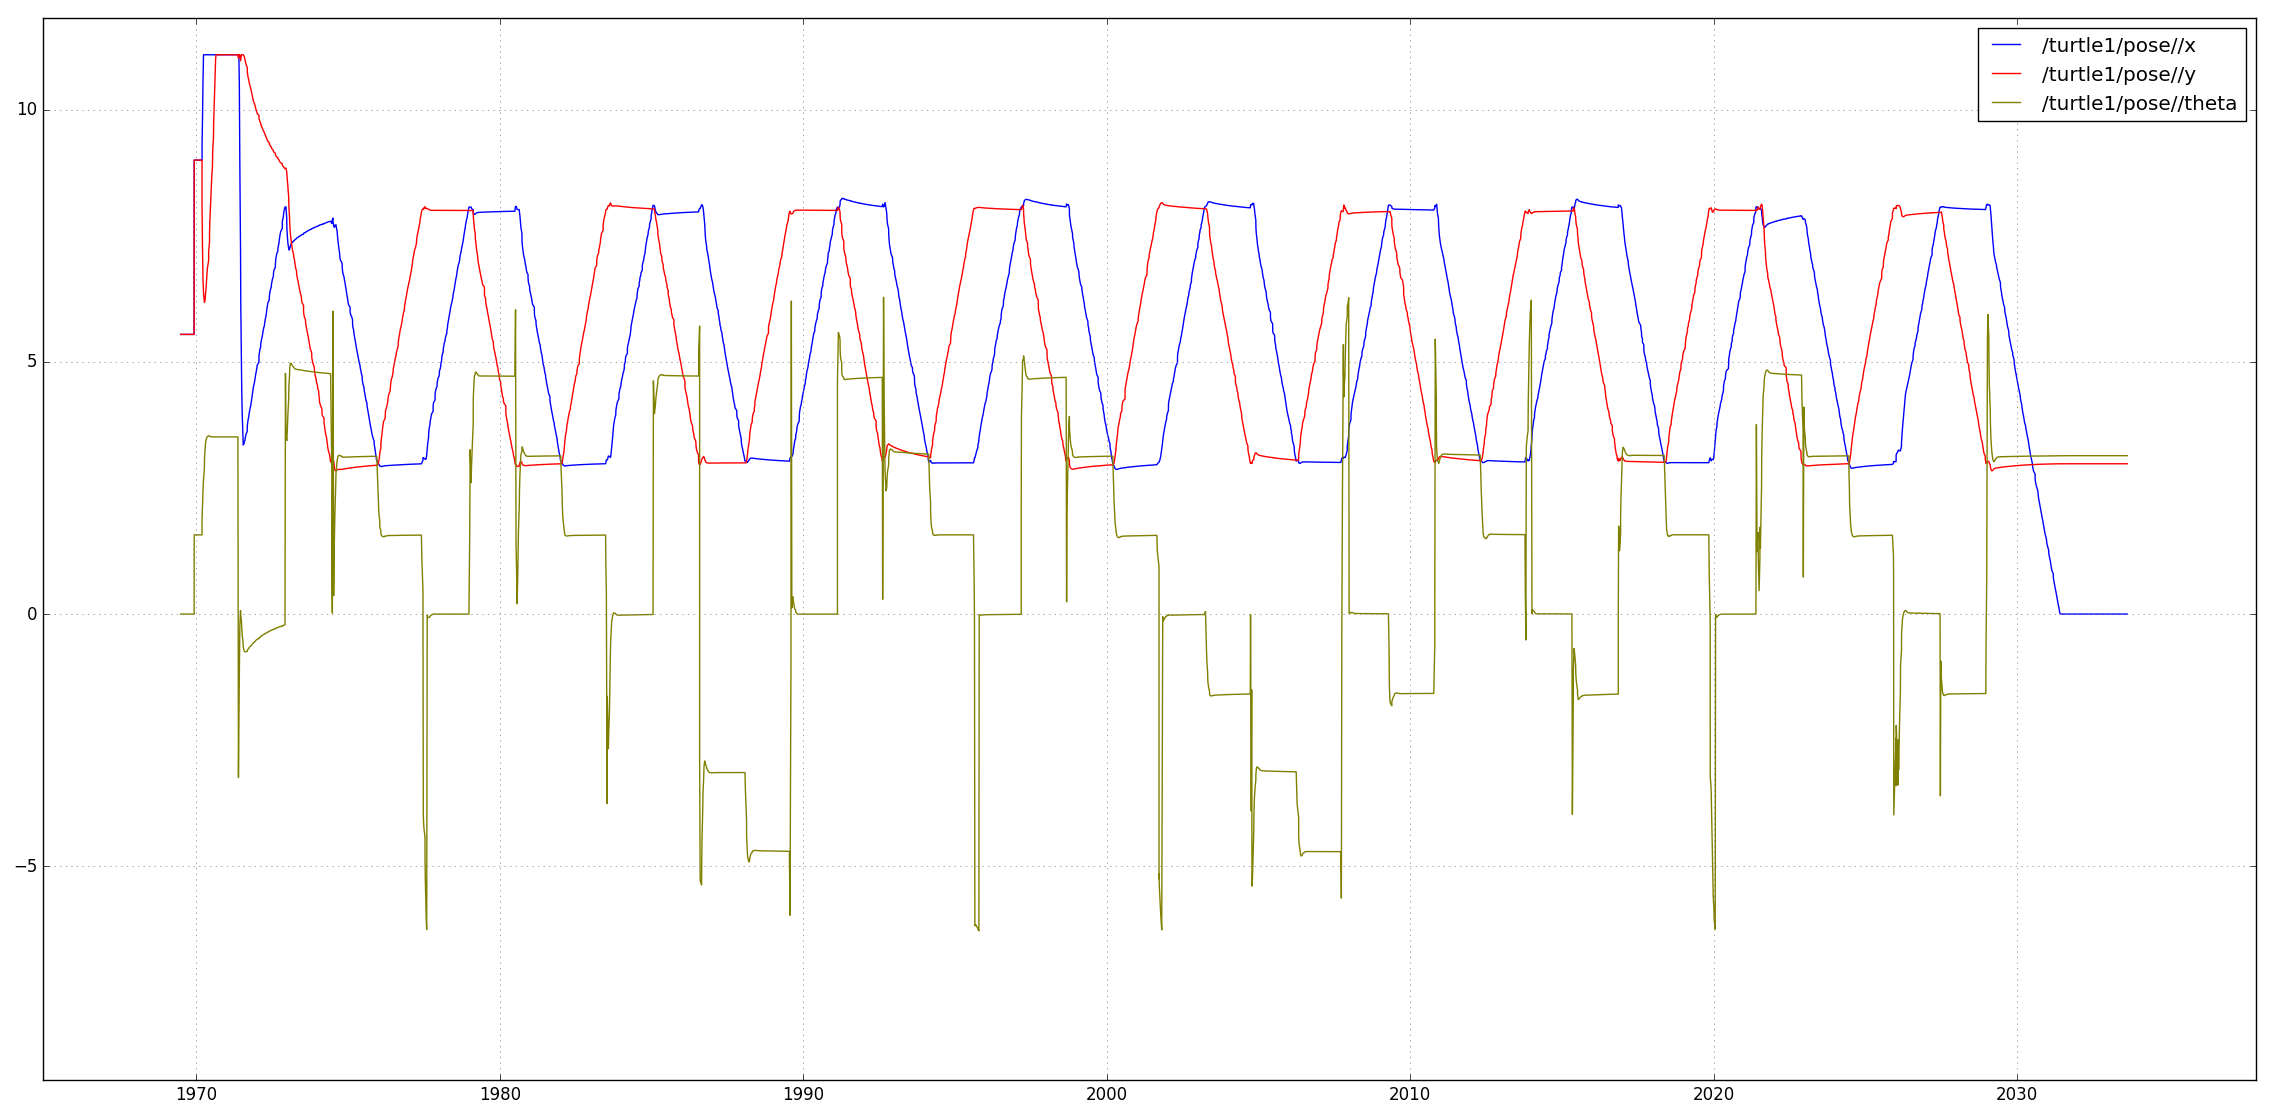 /turtle1/pose//x
/turtle1/pose//y
/turtle1/pose//theta
10
5
0
−5
1970 1980 1990 2000 2010 2020 2030